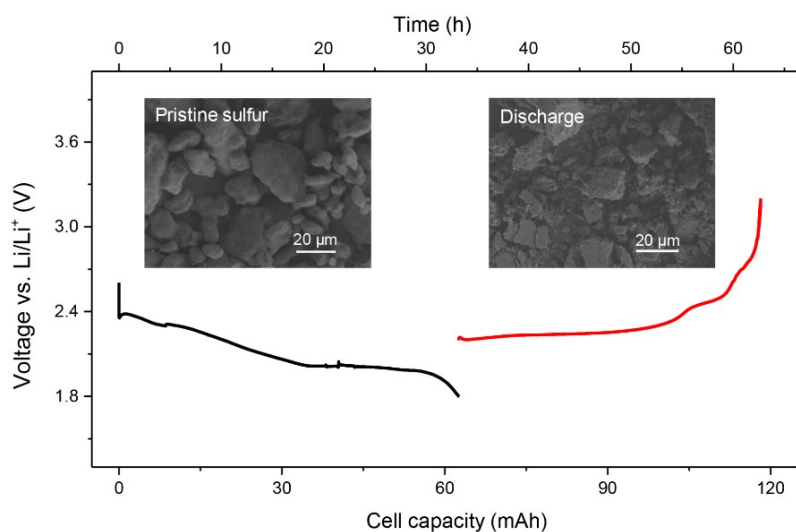 Time (h)
0 10 20 30 40 50 60
Voltage vs. Li/Li⁺ (V)
3.6
3.0
2.4
1.8
Pristine sulfur
20 µm
Discharge
20 µm
0 30 60 90 120
Cell capacity (mAh)